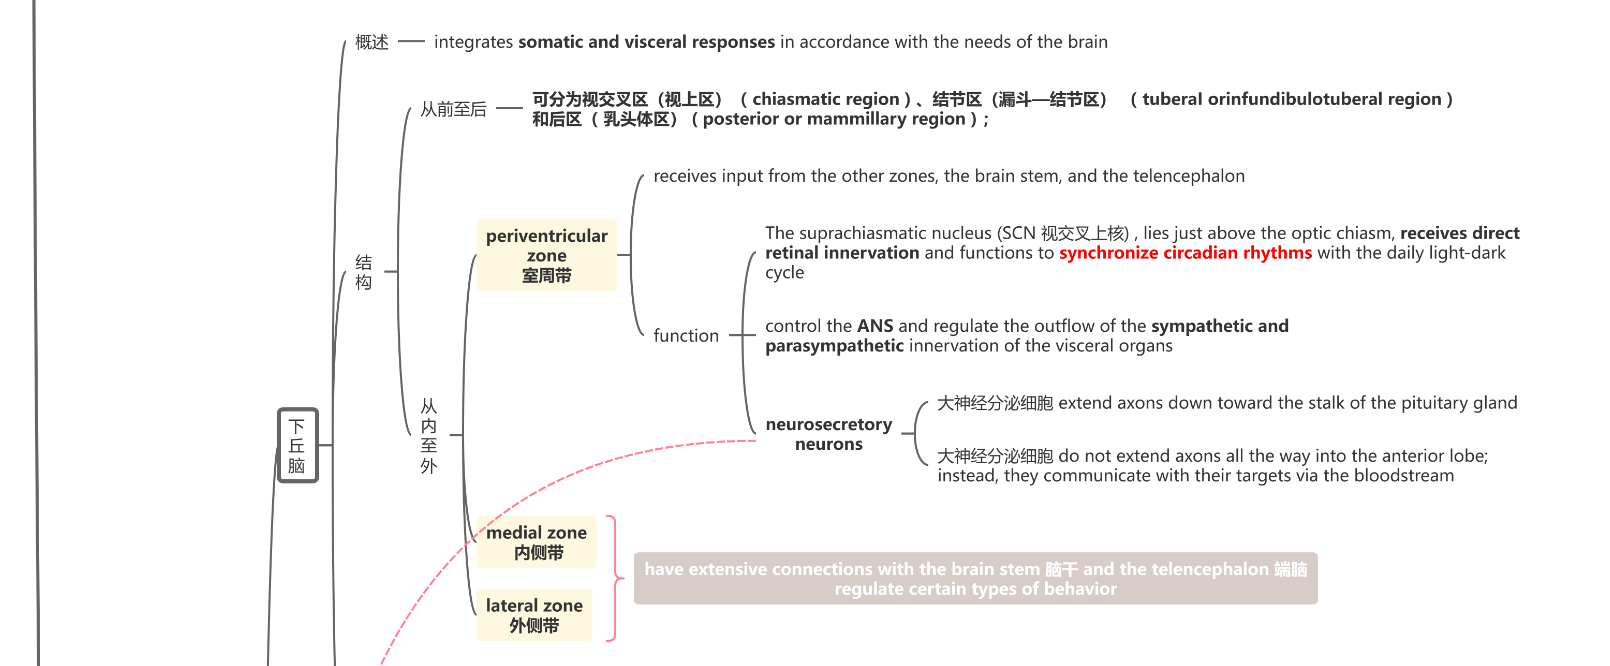 概述
integrates somatic and visceral responses in accordance with the needs of the brain
从前至后
可分为视交叉区（视上区）（ chiasmatic region ）、结节区（漏斗—结节区） （ tuberal orinfundibulotuberal region ）
和后区（ 乳头体区）（ posterior or mammillary region ）；
receives input from the other zones, the brain stem, and the telencephalon
periventricular
zone
室周带
The suprachiasmatic nucleus (SCN 视交叉上核) , lies just above the optic chiasm, receives direct
retinal innervation and functions to synchronize circadian rhythms with the daily light-dark
cycle
结
构
function
control the ANS and regulate the outflow of the sympathetic and
parasympathetic innervation of the visceral organs
从
内
至
外
neurosecretory
neurons
大神经分泌细胞 extend axons down toward the stalk of the pituitary gland
大神经分泌细胞 do not extend axons all the way into the anterior lobe;
instead, they communicate with their targets via the bloodstream
下
丘
脑
medial zone
内侧带
lateral zone
外侧带
have extensive connections with the brain stem 脑干 and the telencephalon 端脑
regulate certain types of behavior